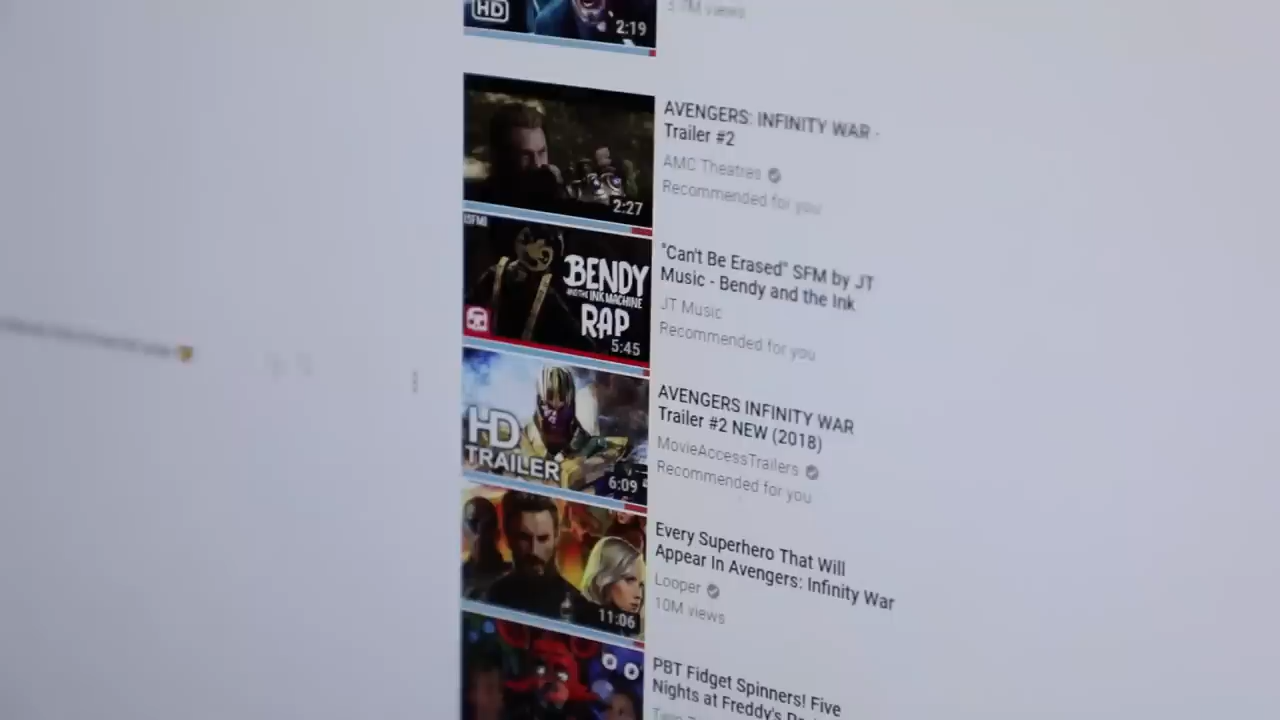 HD
2:19
3.7M views
AVENGERS: INFINITY WAR -
Trailer #2
AMC Theatres
Recommended for you
2:27
[SFM]
BENDY
AND THE INK MACHINE
RAP
5:45
"Can't Be Erased" SFM by JT
Music - Bendy and the Ink
JT Music
Recommended for you
HD
TRAILER
6:09
AVENGERS INFINITY WAR
Trailer #2 NEW (2018)
MovieAccessTrailers
Recommended for you
11:06
Every Superhero That Will
Appear In Avengers: Infinity War
Looper
10M views
PBT Fidget Spinners! Five
Nights at Freddy's